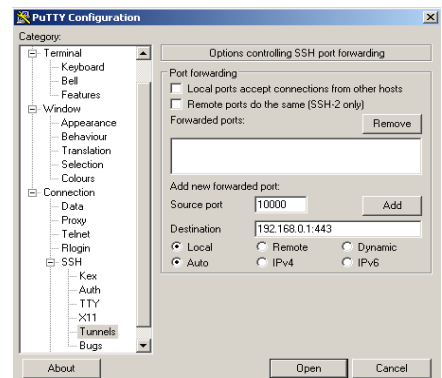 PuTTY Configuration
Category:
Terminal
Keyboard
Bell
Features
Window
Appearance
Behaviour
Translation
Selection
Colours
Connection
Data
Proxy
Telnet
Rlogin
SSH
Kex
Auth
TTY
X11
Tunnels
Bugs
Options controlling SSH port forwarding
Port forwarding
Local ports accept connections from other hosts
Remote ports do the same (SSH-2 only)
Forwarded ports: Remove
Add new forwarded port:
Source port 10000 Add
Destination 192.168.0.1:443
Local Remote Dynamic
Auto IPv4 IPv6
About Open Cancel